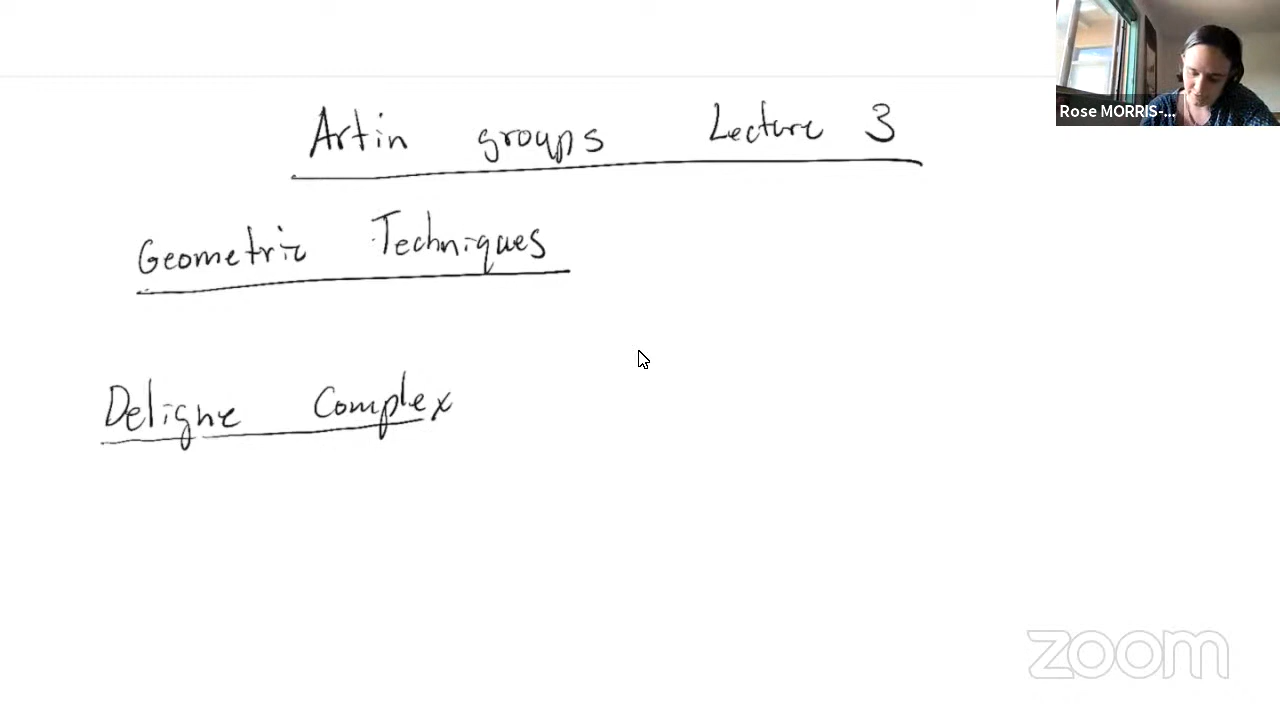 Artin groups Lecture 3
Rose MORRIS-...
Geometric Techniques
Deligne Complex
zoom